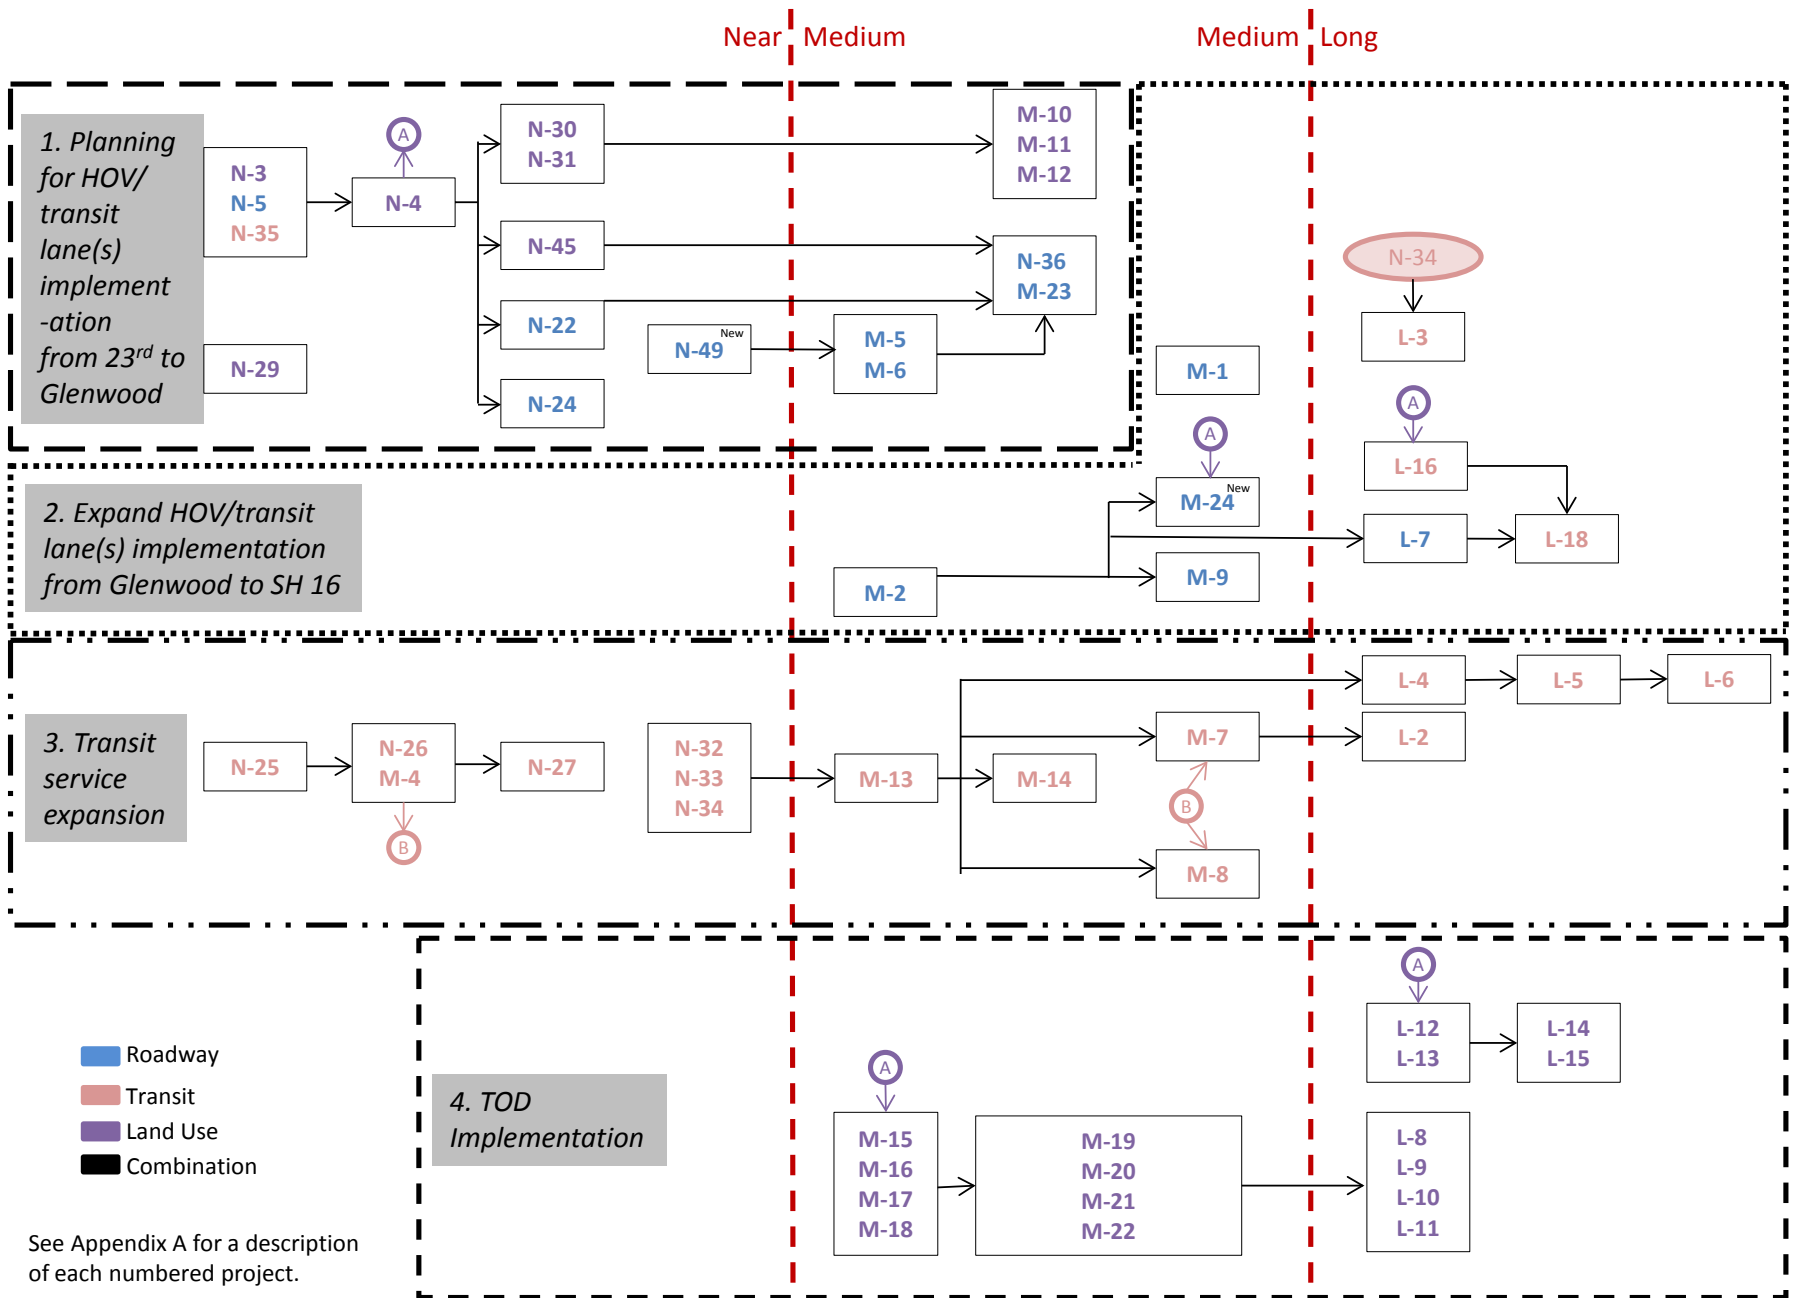 Near
Medium
Medium
Long
1. Planning
for HOV/
transit
lane(s)
implement
-ation
from 23rd to
Glenwood
N-3
N-5
N-35
N-29
A
N-4
N-30
N-31
N-45
N-22
N-24
N-49
New
M-5
M-6
M-10
M-11
M-12
N-36
M-23
2. Expand HOV/transit
lane(s) implementation
from Glenwood to SH 16
M-2
M-1
A
M-24
New
M-9
N-34
L-3
A
L-16
L-7
L-18
3. Transit
service
expansion
N-25
N-26
M-4
B
N-27
N-32
N-33
N-34
M-13
M-14
M-7
B
M-8
L-4
L-5
L-6
L-2
4. TOD
Implementation
A
M-15
M-16
M-17
M-18
M-19
M-20
M-21
M-22
A
L-12
L-13
L-14
L-15
L-8
L-9
L-10
L-11
Roadway
Transit
Land Use
Combination
See Appendix A for a description
of each numbered project.